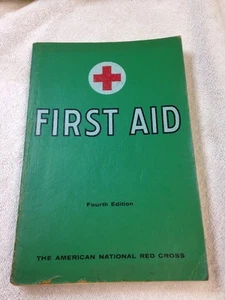 FIRST AID
Fourth Edition
THE AMERICAN NATIONAL RED CROSS